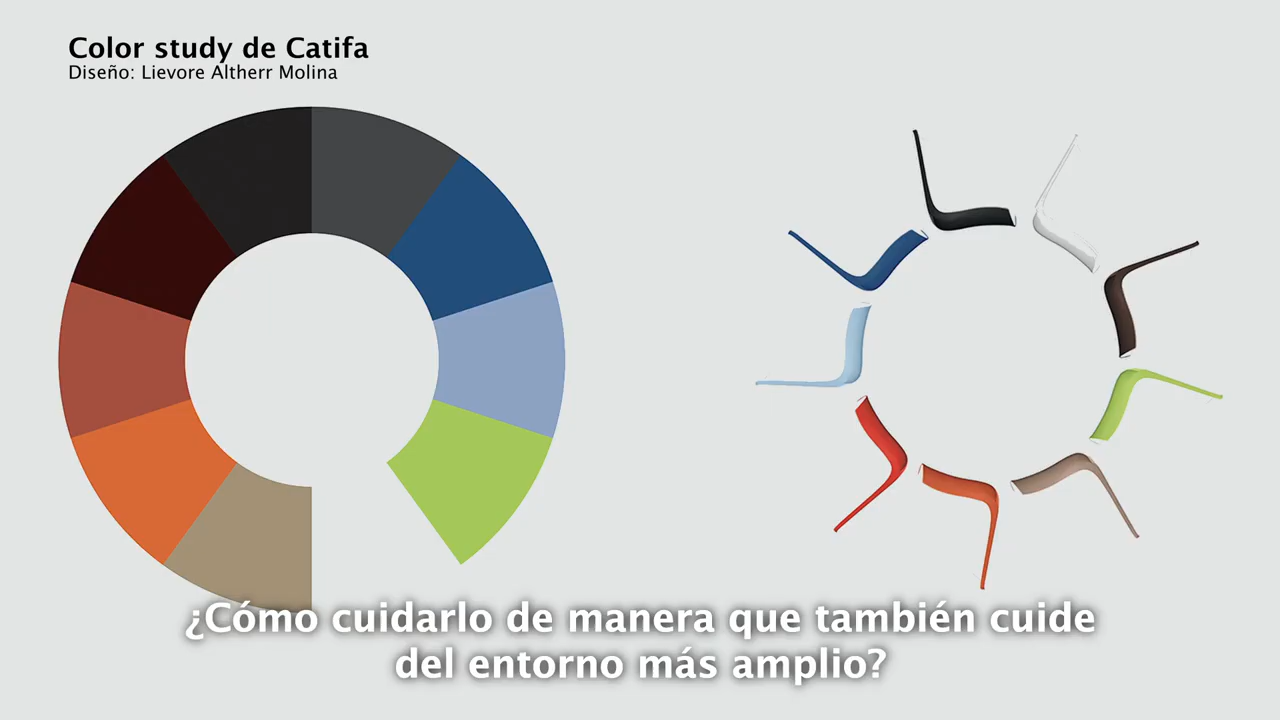 Color study de Catifa
Diseño: Lievore Altherr Molina
¿Cómo cuidarlo de manera que también cuide
del entorno más amplio?